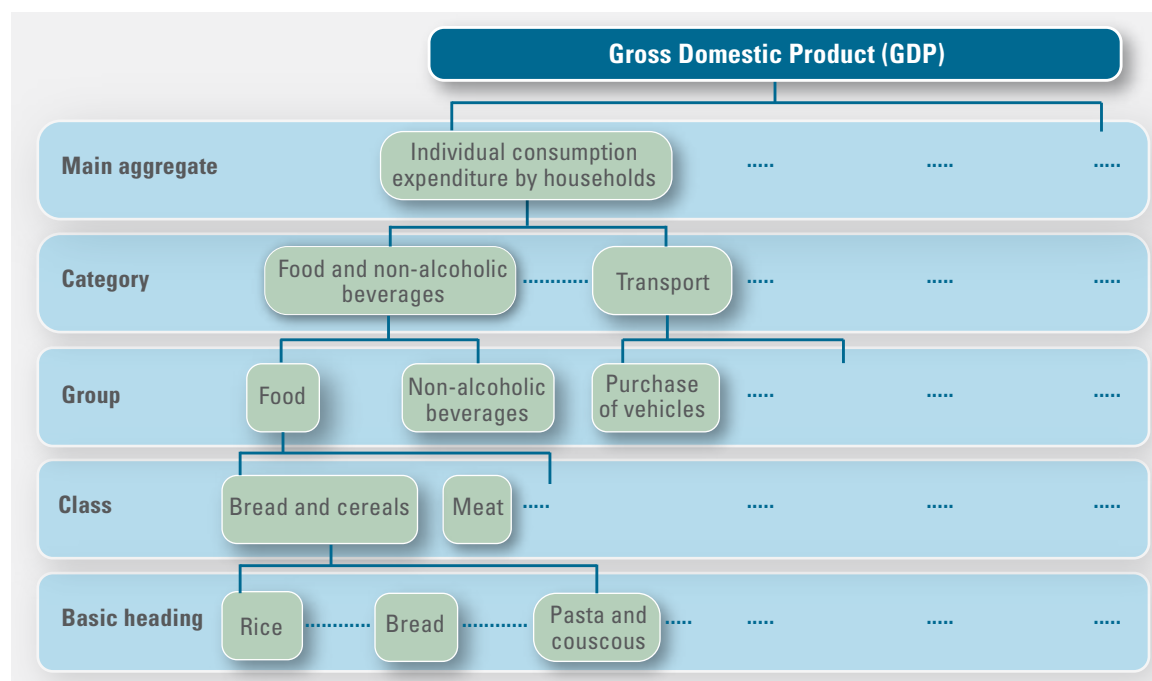 Gross Domestic Product (GDP)
Main aggregate
Individual consumption
expenditure by households
.....
.....
.....
Category
Food and non-alcoholic
beverages
............
Transport
.....
.....
.....
Group
Food
Non-alcoholic
beverages
Purchase
of vehicles
.....
.....
.....
Class
Bread and cereals
Meat
.....
.....
.....
.....
Basic heading
Rice
............
Bread
............
Pasta and
couscous
.....
.....
.....
.....